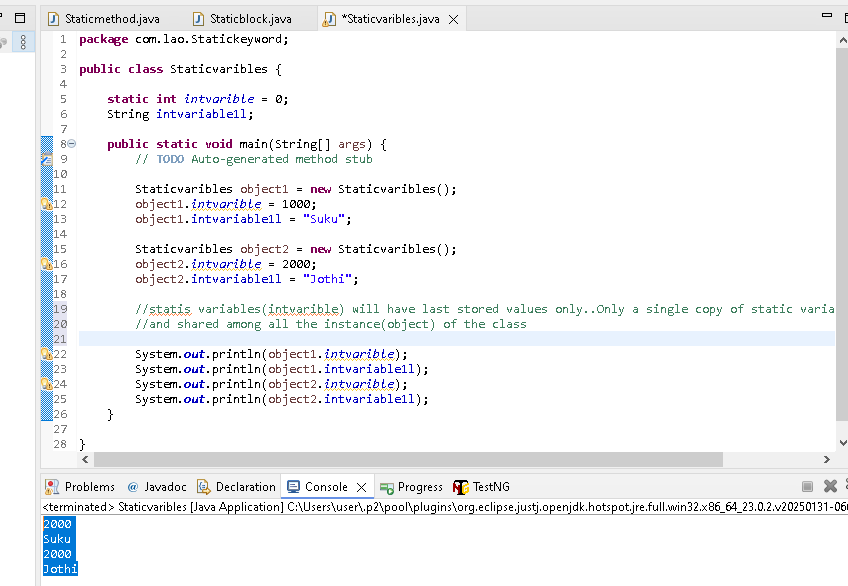 Staticmethod.java Staticblock.java *Staticvaribles.java
1 package com.lao.Statickeyword;
2
3 public class Staticvaribles {
4
5 static int intvarible = 0;
6 String intvariable1l;
7
8 public static void main(String[] args) {
9 // TODO Auto-generated method stub
10
11 Staticvaribles object1 = new Staticvaribles();
12 object1.intvarible = 1000;
13 object1.intvariable1l = "Suku";
14
15 Staticvaribles object2 = new Staticvaribles();
16 object2.intvarible = 2000;
17 object2.intvariable1l = "Jothi";
18
19 //statis variables(intvarible) will have last stored values only..Only a single copy of static varia
20 //and shared among all the instance(object) of the class
21
22 System.out.println(object1.intvarible);
23 System.out.println(object1.intvariable1l);
24 System.out.println(object2.intvarible);
25 System.out.println(object2.intvariable1l);
26 }
27
28 }
Problems @ Javadoc Declaration Console Progress TestNG
<terminated> Staticvaribles [Java Application] C:\Users\user\.p2\pool\plugins\org.eclipse.justj.openjdk.hotspot.jre.full.win32.x86_64_23.0.2.v20250131-06
2000
Suku
2000
Jothi